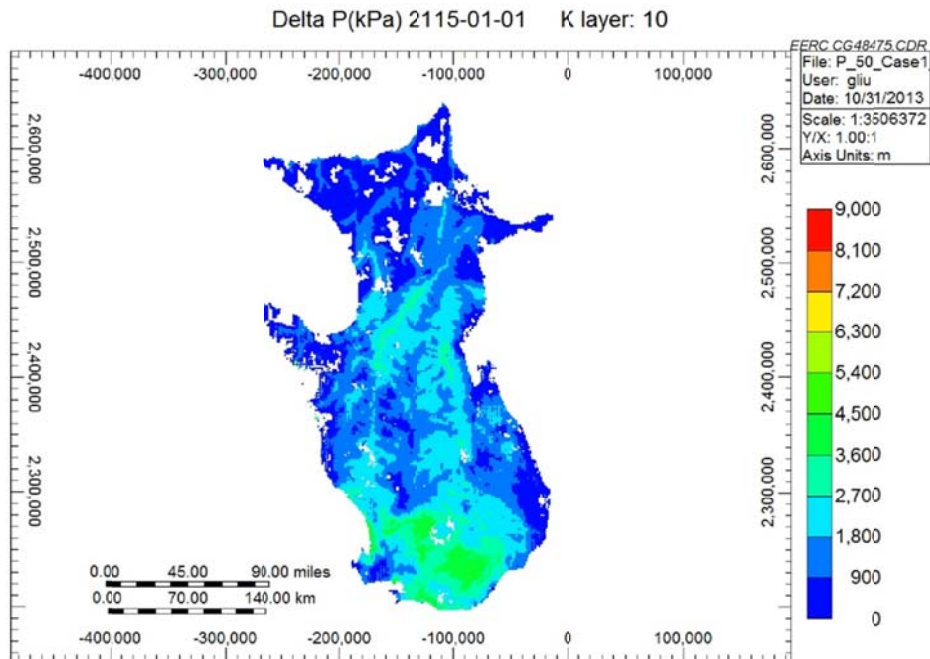 Delta P(kPa) 2115-01-01 K layer: 10
EERC CG48475.CDR
File: P_50_Case1_
User: gliu
Date: 10/31/2013
Scale: 1:3506372
Y/X: 1.00:1
Axis Units: m
-400,000 -300,000 -200,000 -100,000 0 100,000
2,600,000 2,600,000
2,500,000 2,500,000
2,400,000 2,400,000
2,300,000 2,300,000
9,000
8,100
7,200
6,300
5,400
4,500
3,600
2,700
1,800
900
0
0.00 45.00 90.00 miles
0.00 70.00 140.00 km
-400,000 -300,000 -200,000 -100,000 0 100,000